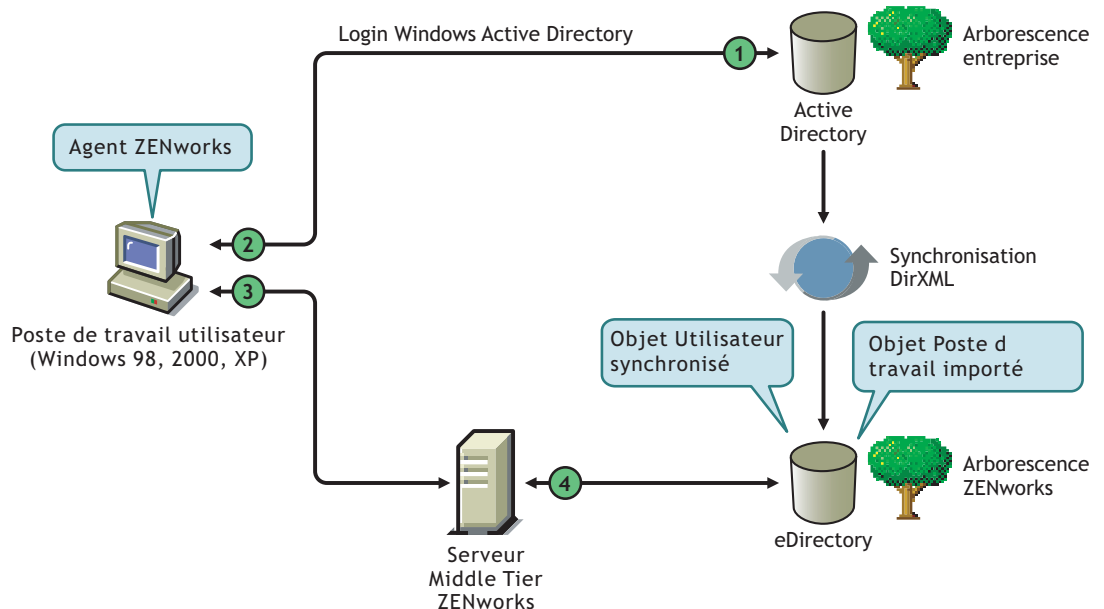 Login Windows Active Directory
1
Arborescence
entreprise
Active
Directory
Agent ZENworks
2
3
Synchronisation
DirXML
Poste de travail utilisateur
(Windows 98, 2000, XP)
Objet Utilisateur
synchronisé
Objet Poste d
travail importé
4
Arborescence
ZENworks
eDirectory
Serveur
Middle Tier
ZENworks